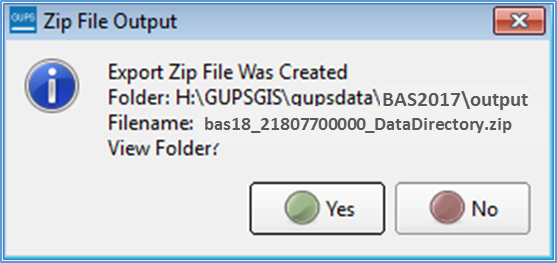 GUPS Zip File Output
Export Zip File Was Created
Folder: H:\GUPSGIS\gupsdata\BAS2017\output
Filename: bas18_21807700000_DataDirectory.zip
View Folder?
Yes
No